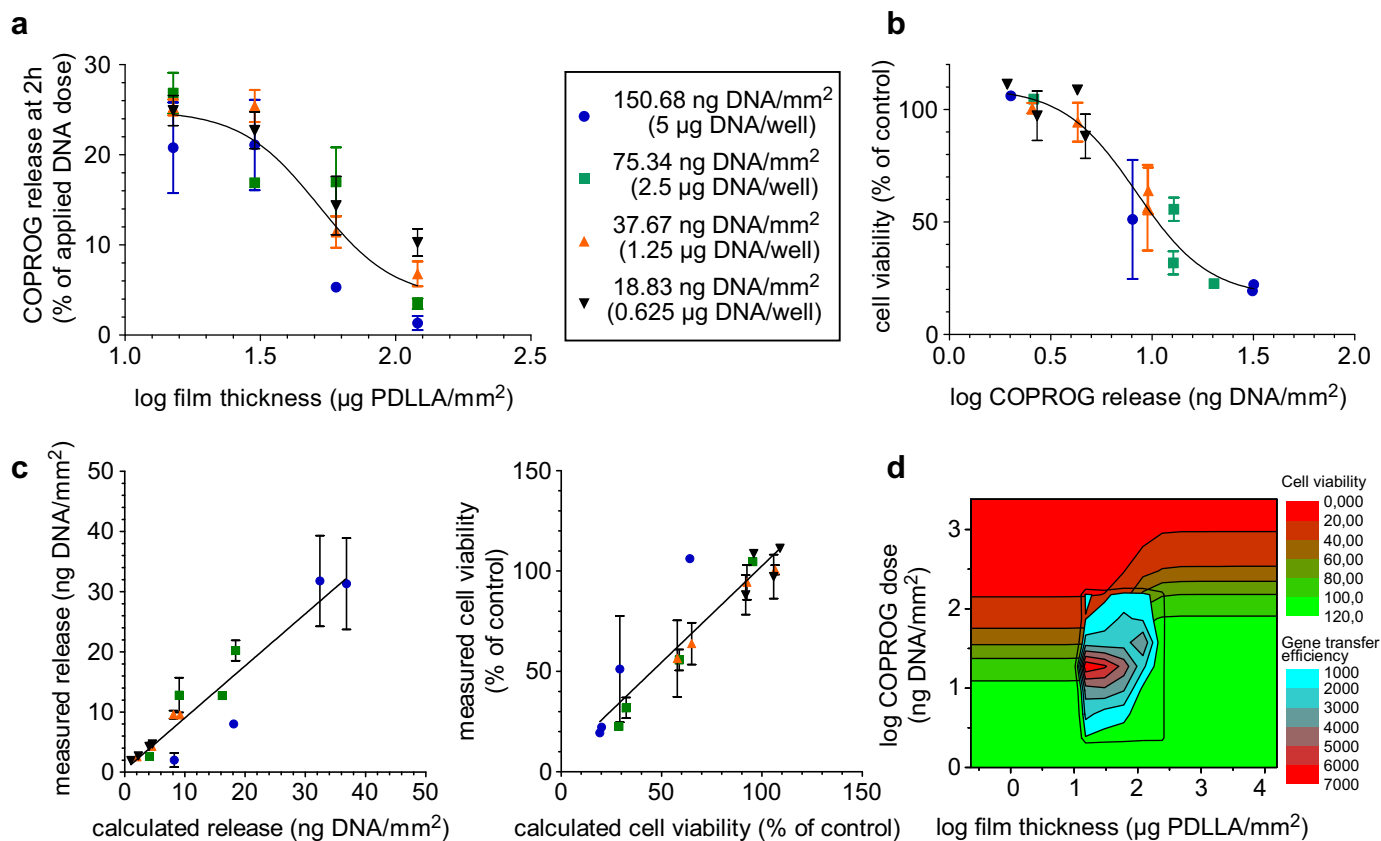 a
COPROG release at 2h
(% of applied DNA dose)
30
20
10
0
1.0
1.5
2.0
2.5
log film thickness (µg PDLLA/mm²)
150.68 ng DNA/mm²
(5 µg DNA/well)
75.34 ng DNA/mm²
(2.5 µg DNA/well)
37.67 ng DNA/mm²
(1.25 µg DNA/well)
18.83 ng DNA/mm²
(0.625 µg DNA/well)
b
cell viability (% of control)
100
50
0
0.0
0.5
1.0
1.5
2.0
log COPROG release (ng DNA/mm²)
c
measured release (ng DNA/mm²)
50
40
30
20
10
0
0
10
20
30
40
50
calculated release (ng DNA/mm²)
measured cell viability
(% of control)
150
100
50
0
0
50
100
150
calculated cell viability (% of control)
d
log COPROG dose
(ng DNA/mm²)
3
2
1
0
0
1
2
3
4
log film thickness (µg PDLLA/mm²)
Cell viability
0,000
20,00
40,00
60,00
80,00
100,0
120,0
Gene transfer
efficiency
1000
2000
3000
4000
5000
6000
7000